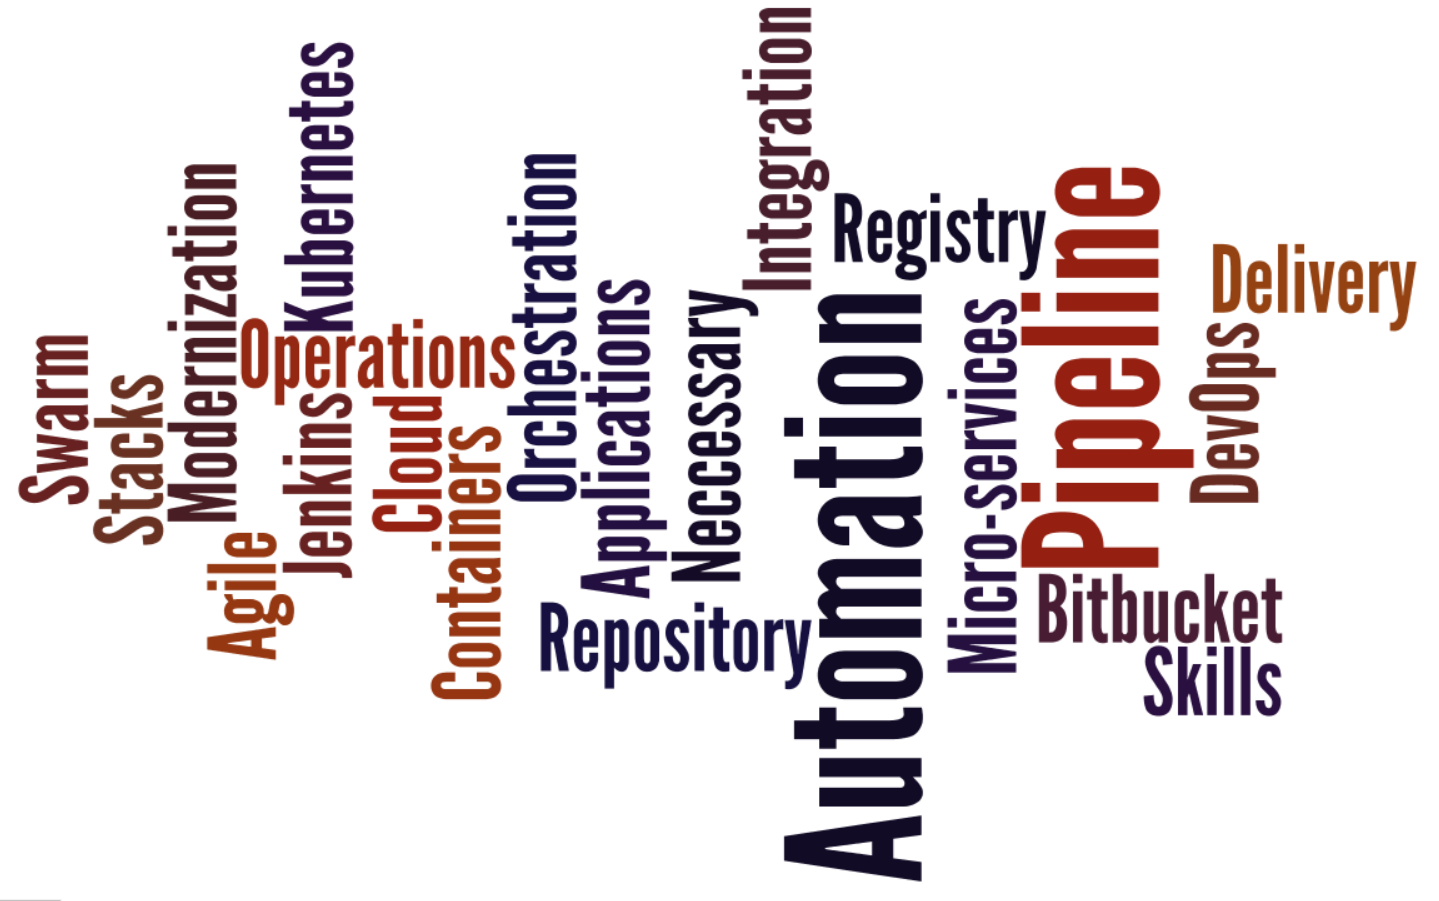 Swarm
Stacks
Modernization
Agile
Kubernetes
Operations
Jenkins
Cloud
Containers
Orchestration
Applications
Repository
Neccessary
Integration
Registry
Automation
Micro-services
Pipeline
Delivery
DevOps
Bitbucket
Skills